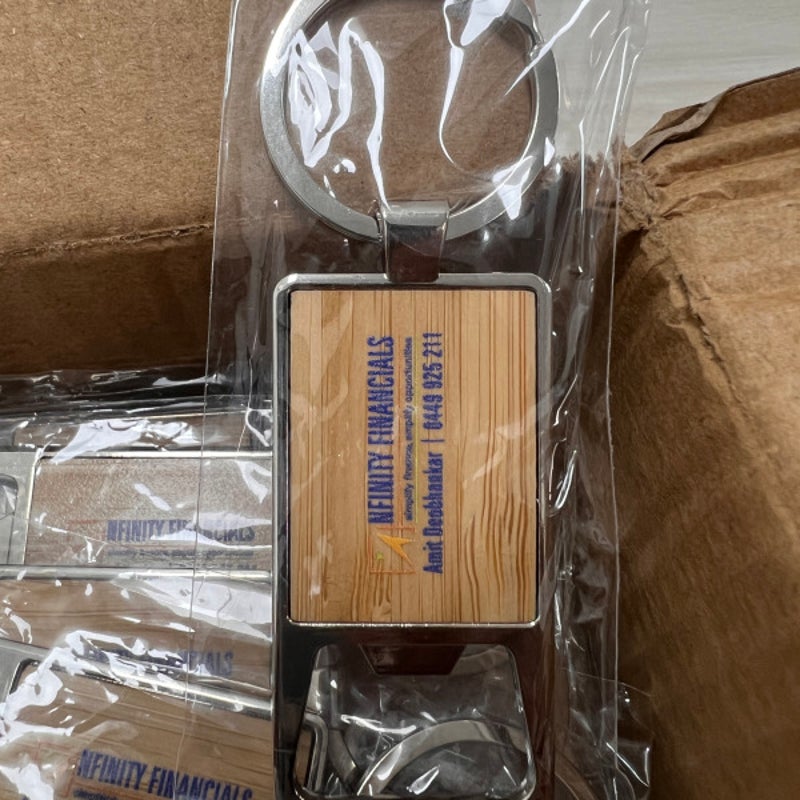 NFINITY FINANCIALS
simplify finance, amplify opportunities
Amit Deobhankar | 0449 925 211
NFINITY FINANCIALS
NFINITY FINANCIALS